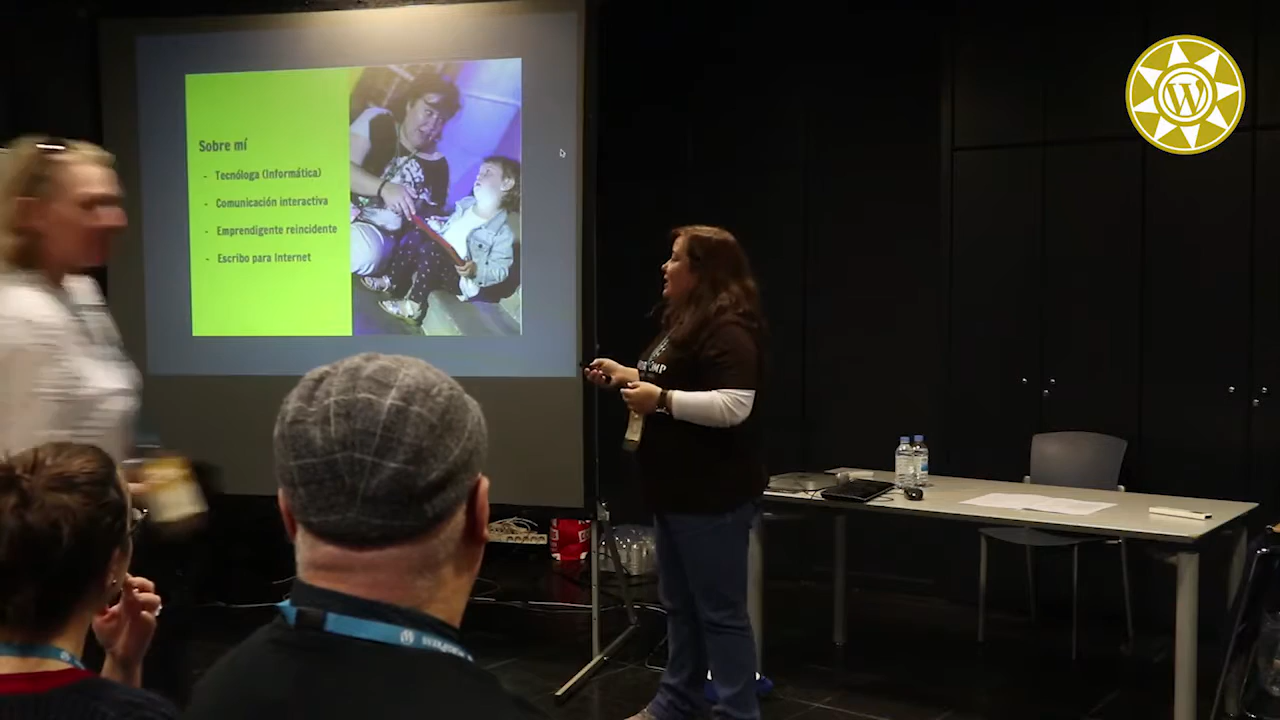 Sobre mí
- Tecnóloga (Informática)
- Comunicación interactiva
- Emprendigente reincidente
- Escribo para Internet